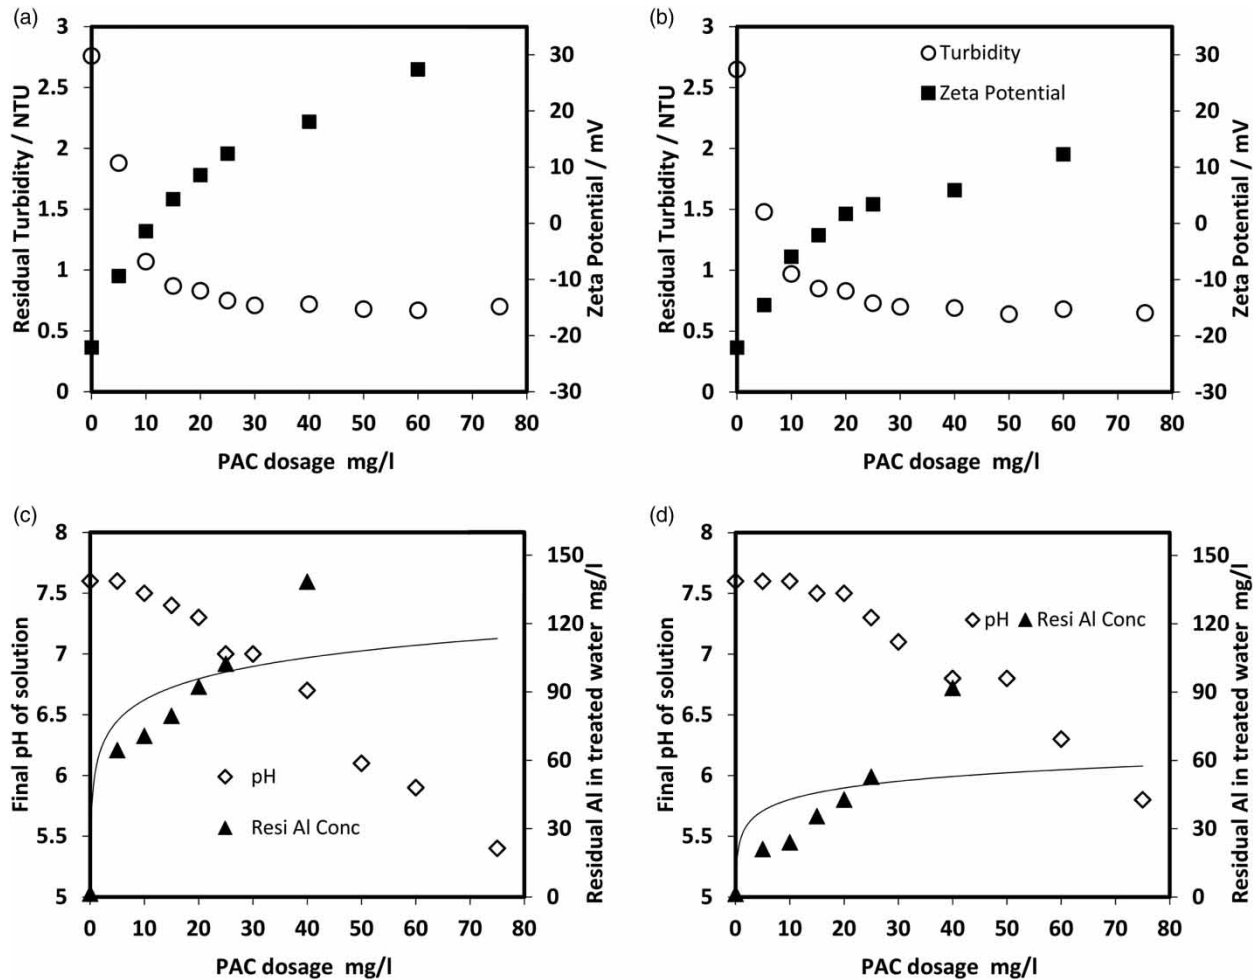 (a)
3
2.5
2
1.5
1
0.5
0
Residual Turbidity / NTU
30
20
10
0
-10
-20
-30
Zeta Potential / mV
0 10 20 30 40 50 60 70 80
PAC dosage mg/l
(b)
3
2.5
2
1.5
1
0.5
0
Residual Turbidity / NTU
Turbidity
Zeta Potential
30
20
10
0
-10
-20
-30
Zeta Potential / mV
0 10 20 30 40 50 60 70 80
PAC dosage mg/l
(c)
8
7.5
7
6.5
6
5.5
5
Final pH of solution
pH
Resi Al Conc
150
120
90
60
30
0
Residual Al in treated water mg/l
0 10 20 30 40 50 60 70 80
PAC dosage mg/l
(d)
8
7.5
7
6.5
6
5.5
5
Final pH of solution
pH Resi Al Conc
150
120
90
60
30
0
Residual Al in treated water mg/l
0 10 20 30 40 50 60 70 80
PAC dosage mg/l